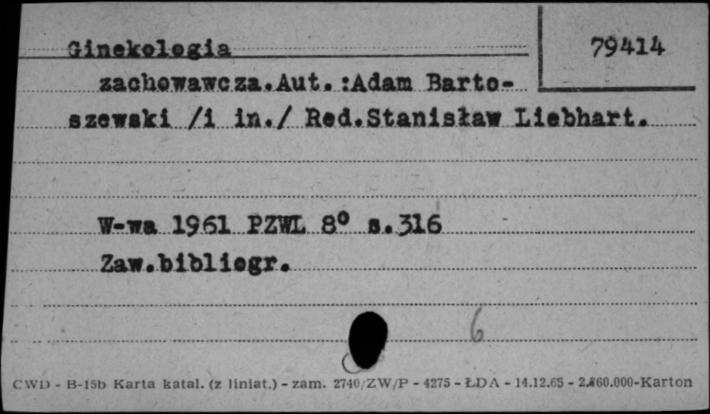 Ginekologia
79414
zachowawcza.Aut.:Adam Barto-
szewski /i in./ Red.Stanisław Liebhart.
W-wa 1961 PZWL 8° s.316
Zaw.bibliogr.
6
CWD - B-15b Karta katal. (z liniat.) - zam. 2740/ZW/P - 4275 - ŁDA - 14.12.65 - 2.860.000-Karton